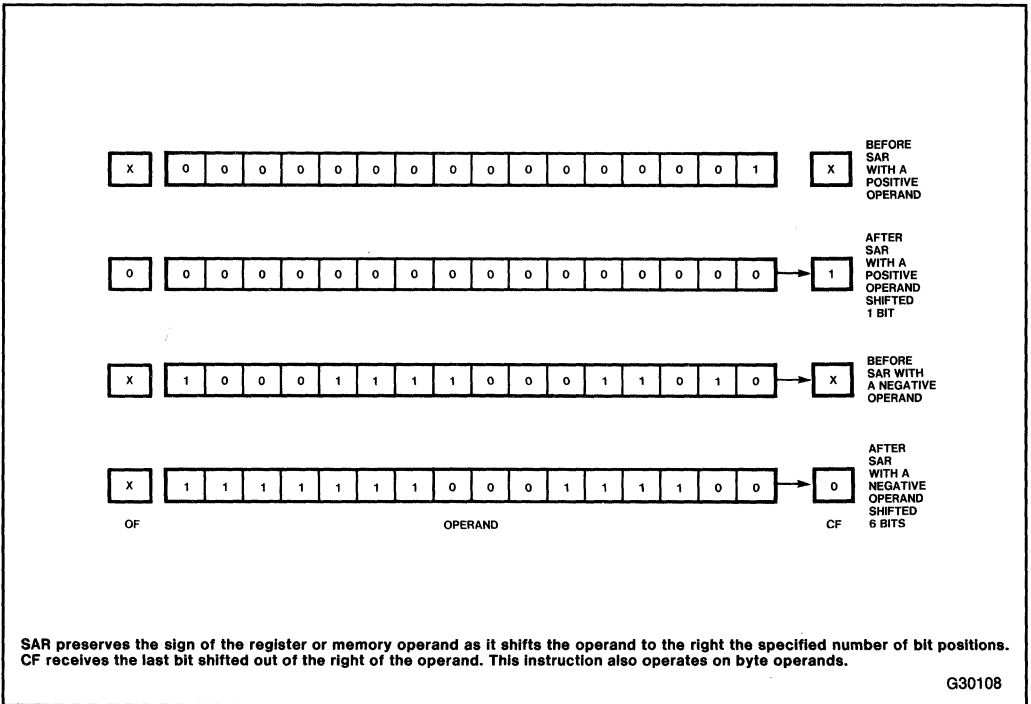 X 0 0 0 0 0 0 0 0 0 0 0 0 0 0 0 1 X
BEFORE
SAR
WITH A
POSITIVE
OPERAND
0 0 0 0 0 0 0 0 0 0 0 0 0 0 0 0 0 1
AFTER
SAR
WITH A
POSITIVE
OPERAND
SHIFTED
1 BIT
X 1 0 0 0 1 1 1 1 0 0 0 1 1 0 1 0 X
BEFORE
SAR WITH
A NEGATIVE
OPERAND
X 1 1 1 1 1 1 1 0 0 0 1 1 1 1 0 0 0
AFTER
SAR
WITH A
NEGATIVE
OPERAND
SHIFTED
6 BITS
OF OPERAND CF
SAR preserves the sign of the register or memory operand as it shifts the operand to the right the specified number of bit positions.
CF receives the last bit shifted out of the right of the operand. This instruction also operates on byte operands.
G30108